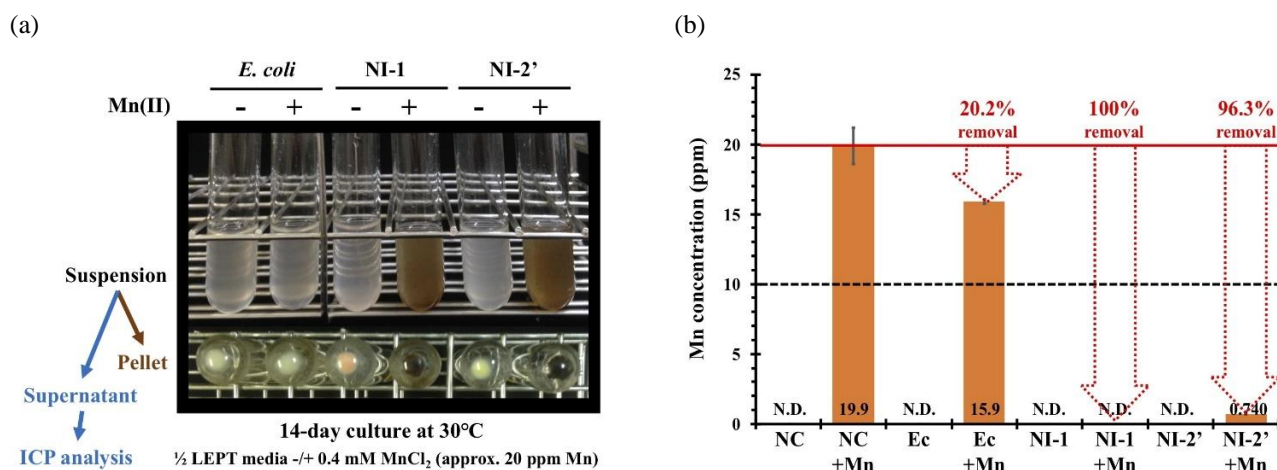 (a)
E. coli NI-1 NI-2’
Mn(II) - + - + - +
Suspension
Pellet
Supernatant
ICP analysis
14-day culture at 30°C
½ LEPT media -/+ 0.4 mM MnCl₂ (approx. 20 ppm Mn)
(b)
Mn concentration (ppm)
25
20
15
10
5
0
20.2% removal
100% removal
96.3% removal
N.D. 19.9 N.D. 15.9 N.D. N.D. N.D. 0.740
NC NC Ec Ec NI-1 NI-1 NI-2’ NI-2’
+Mn +Mn +Mn +Mn